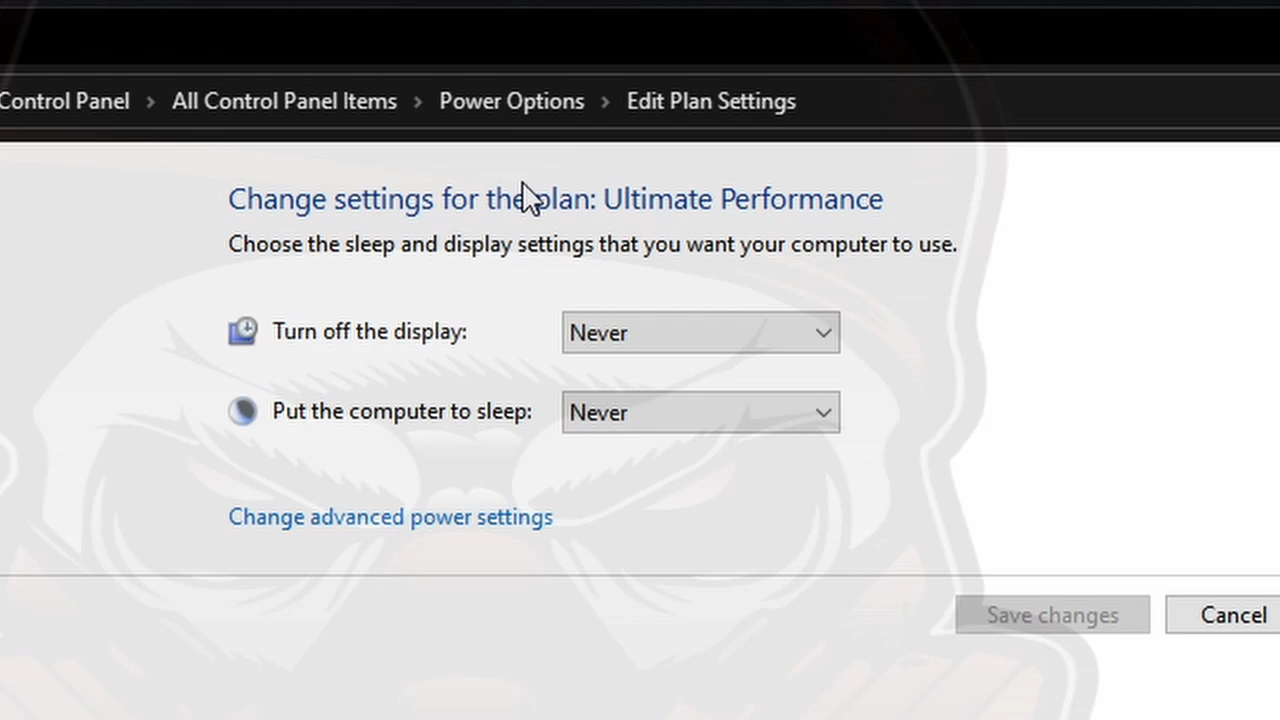 Control Panel > All Control Panel Items > Power Options > Edit Plan Settings
Change settings for the plan: Ultimate Performance
Choose the sleep and display settings that you want your computer to use.
Turn off the display: Never
Put the computer to sleep: Never
Change advanced power settings
Save changes Cancel